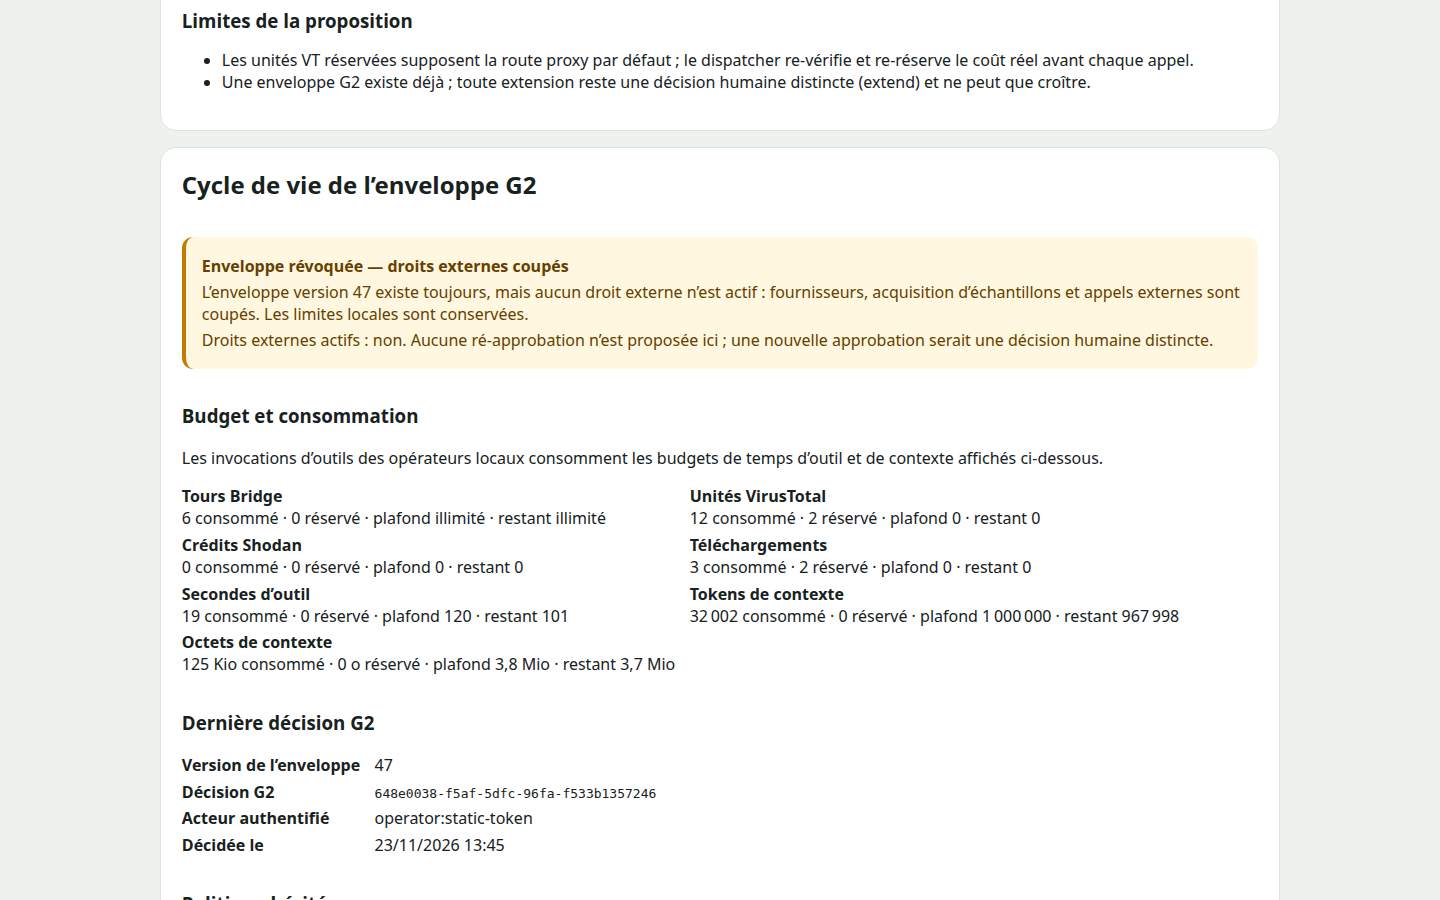 Limites de la proposition
Les unités VT réservées supposent la route proxy par défaut ; le dispatcher re-vérifie et re-réserve le coût réel avant chaque appel.
Une enveloppe G2 existe déjà ; toute extension reste une décision humaine distincte (extend) et ne peut que croître.
Cycle de vie de l’enveloppe G2
Enveloppe révoquée — droits externes coupés
L’enveloppe version 47 existe toujours, mais aucun droit externe n’est actif : fournisseurs, acquisition d’échantillons et appels externes sont
coupés. Les limites locales sont conservées.
Droits externes actifs : non. Aucune ré-approbation n’est proposée ici ; une nouvelle approbation serait une décision humaine distincte.
Budget et consommation
Les invocations d’outils des opérateurs locaux consomment les budgets de temps d’outil et de contexte affichés ci-dessous.
Tours Bridge
6 consommé · 0 réservé · plafond illimité · restant illimité
Unités VirusTotal
12 consommé · 2 réservé · plafond 0 · restant 0
Crédits Shodan
0 consommé · 0 réservé · plafond 0 · restant 0
Téléchargements
3 consommé · 2 réservé · plafond 0 · restant 0
Secondes d’outil
19 consommé · 0 réservé · plafond 120 · restant 101
Tokens de contexte
32 002 consommé · 0 réservé · plafond 1 000 000 · restant 967 998
Octets de contexte
125 Kio consommé · 0 o réservé · plafond 3,8 Mio · restant 3,7 Mio
Dernière décision G2
Version de l’enveloppe 47
Décision G2 648e0038-f5af-5dfc-96fa-f533b1357246
Acteur authentifié operator:static-token
Décidée le 23/11/2026 13:45